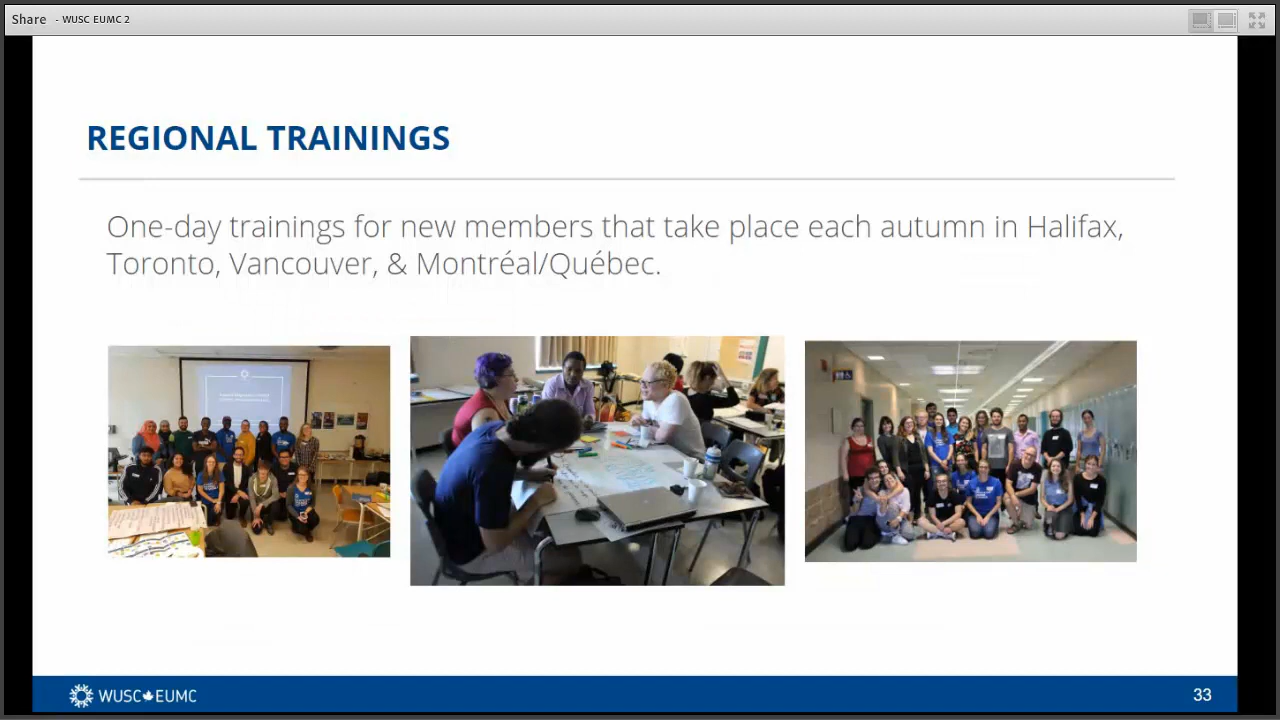 Share - WUSC EUMC 2
REGIONAL TRAININGS
One-day trainings for new members that take place each autumn in Halifax,
Toronto, Vancouver, & Montréal/Québec.
WUSC EUMC
33